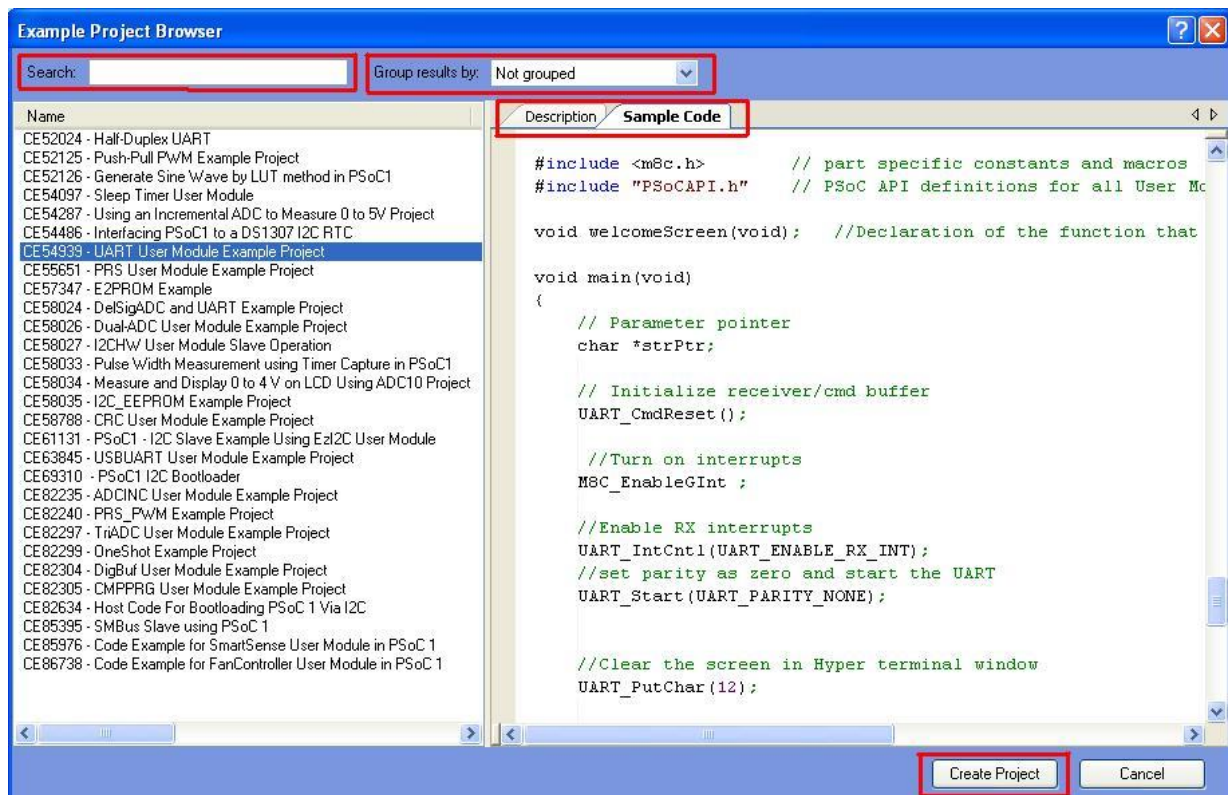 Example Project Browser
Search:
Group results by: Not grouped
Name
CE52024 - Half-Duplex UART
CE52125 - Push-Pull PWM Example Project
CE52126 - Generate Sine Wave by LUT method in PSoC1
CE54097 - Sleep Timer User Module
CE54287 - Using an Incremental ADC to Measure 0 to 5V Project
CE54486 - Interfacing PSoC1 to a DS1307 I2C RTC
CE54939 - UART User Module Example Project
CE55651 - PRS User Module Example Project
CE57347 - E2PROM Example
CE58024 - DelSigADC and UART Example Project
CE58026 - Dual-ADC User Module Example Project
CE58027 - I2CHW User Module Slave Operation
CE58033 - Pulse Width Measurement using Timer Capture in PSoC1
CE58034 - Measure and Display 0 to 4 V on LCD Using ADC10 Project
CE58035 - I2C_EEPROM Example Project
CE58788 - CRC User Module Example Project
CE61131 - PSoC1 - I2C Slave Example Using EzI2C User Module
CE63845 - USBUART User Module Example Project
CE69310 - PSoC1 I2C Bootloader
CE82235 - ADCINC User Module Example Project
CE82240 - PRS_PWM Example Project
CE82297 - TriADC User Module Example Project
CE82299 - OneShot Example Project
CE82304 - DigBuf User Module Example Project
CE82305 - CMPPRG User Module Example Project
CE82634 - Host Code For Bootloading PSoC 1 Via I2C
CE85395 - SMBus Slave using PSoC 1
CE85976 - Code Example for SmartSense User Module in PSoC 1
CE86738 - Code Example for FanController User Module in PSoC 1
Description Sample Code
#include <m8c.h> // part specific constants and macros
#include "PSoCAPI.h" // PSoC API definitions for all User Mo
void welcomeScreen(void); //Declaration of the function that
void main(void)
{
// Parameter pointer
char *strPtr;
// Initialize receiver/cmd buffer
UART_CmdReset();
//Turn on interrupts
M8C_EnableGInt ;
//Enable RX interrupts
UART_IntCntl(UART_ENABLE_RX_INT);
//set parity as zero and start the UART
UART_Start(UART_PARITY_NONE);
//Clear the screen in Hyper terminal window
UART_PutChar(12);
Create Project Cancel